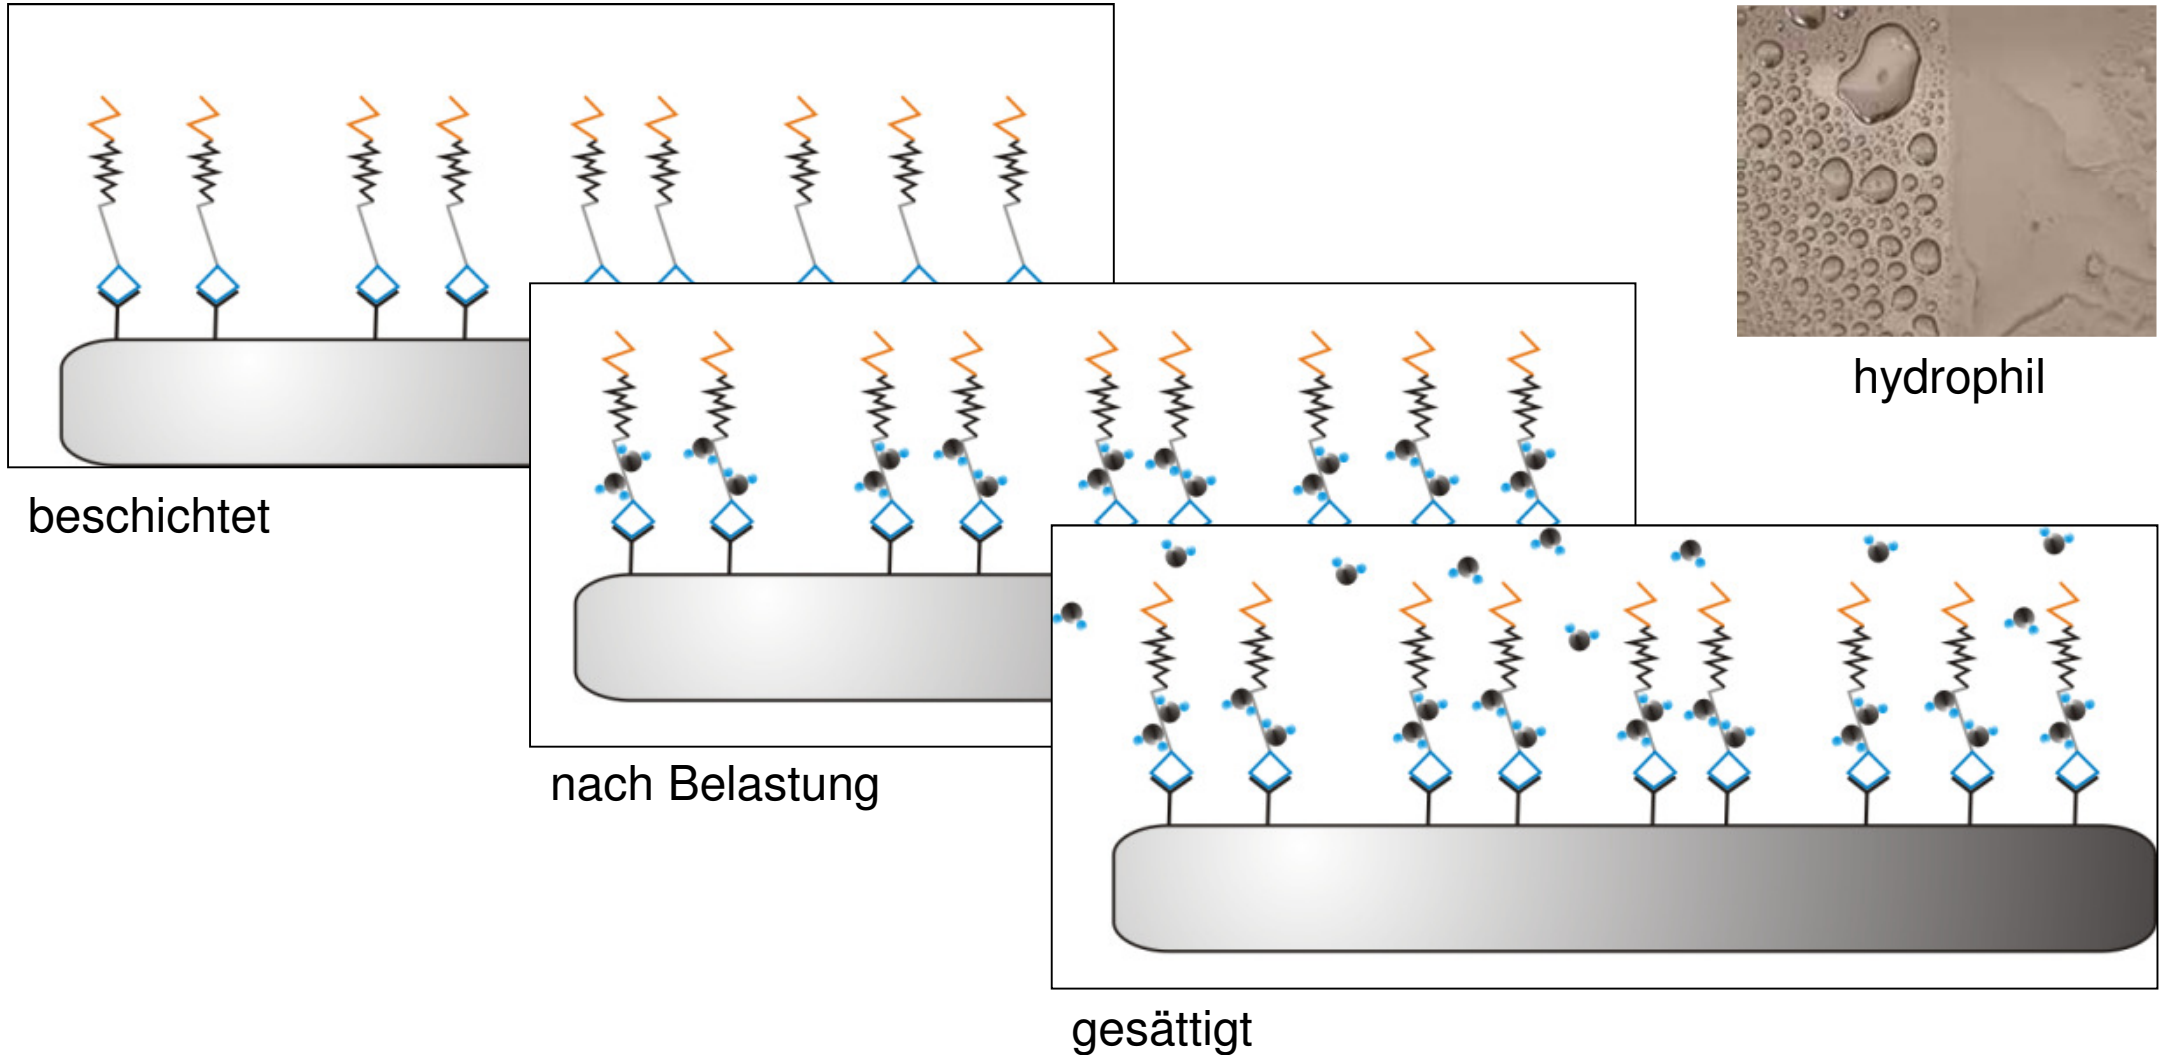 hydrophil
beschichtet
nach Belastung
gesättigt